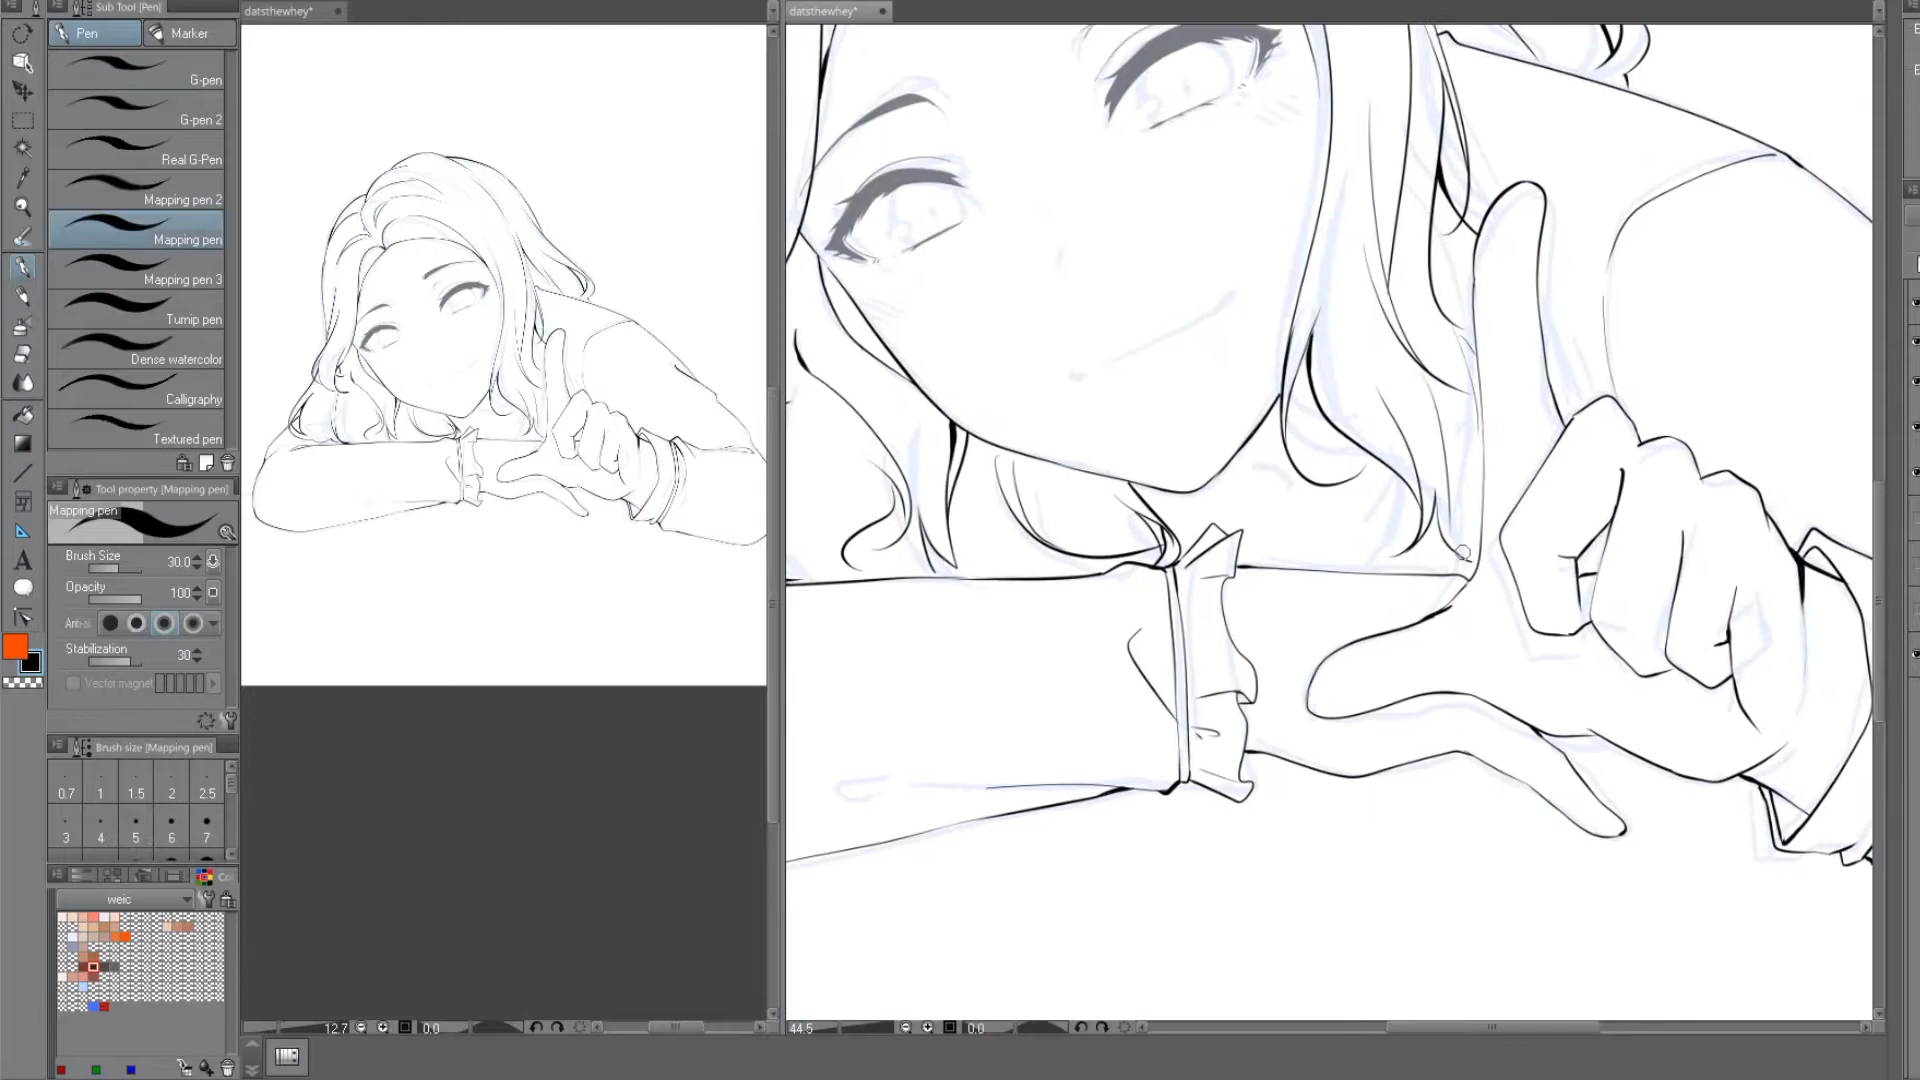 Sub Tool [Pen]
datsthewhey*
datsthewhey*
Pen
Marker
G-pen
G-pen 2
Real G-Pen
Mapping pen 2
Mapping pen
Mapping pen 3
Turnip pen
Dense watercolor
Calligraphy
Textured pen
Tool property [Mapping pen]
Mapping pen
Brush Size 30.0
Opacity 100
Stabilization 30
Vector magnet
Brush size [Mapping pen]
0.7 1 1.5 2 2.5
3 4 5 6 7
Co
weic
12.7 0.0
44.5 0.0